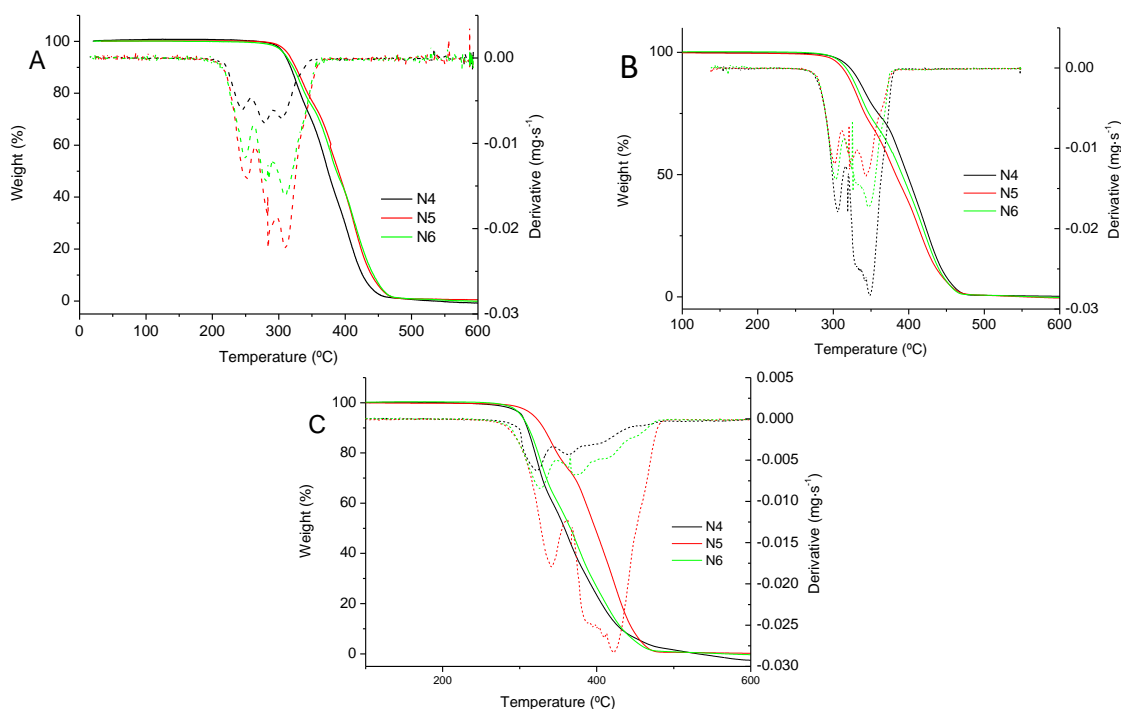 A
Weight (%)
100
80
60
40
20
0
0 100 200 300 400 500 600
Temperature (ºC)
0.00
-0.01
-0.02
-0.03
Derivative (mg·s-1)
N4
N5
N6
B
Weight (%)
100
50
0
100 200 300 400 500 600
Temperature (ºC)
0.00
-0.01
-0.02
-0.03
Derivative (mg·s-1)
N4
N5
N6
C
Weight (%)
100
80
60
40
20
0
200 400 600
Temperature (ºC)
0.005
0.000
-0.005
-0.010
-0.015
-0.020
-0.025
-0.030
Derivative (mg·s-1)
N4
N5
N6